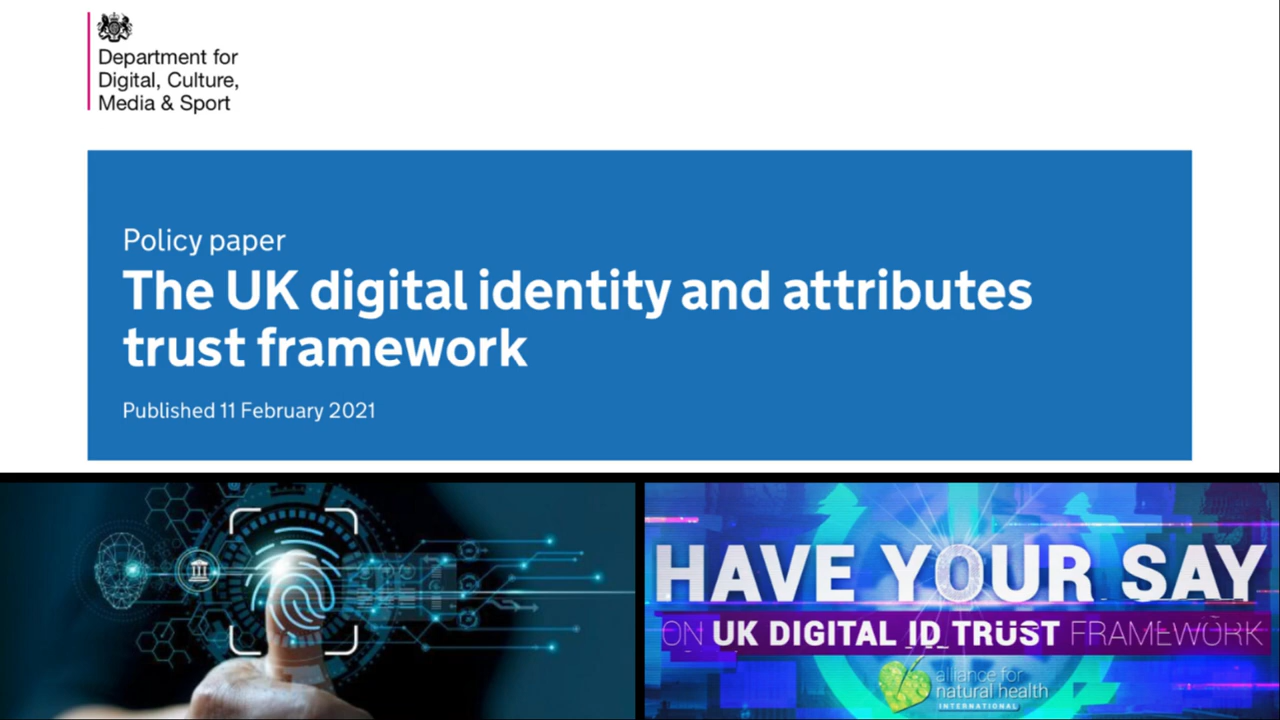 Department for
Digital, Culture,
Media & Sport
Policy paper
The UK digital identity and attributes
trust framework
Published 11 February 2021
HAVE YOUR SAY
ON UK DIGITAL ID TRUST FRAMEWORK
alliance for
natural health
INTERNATIONAL